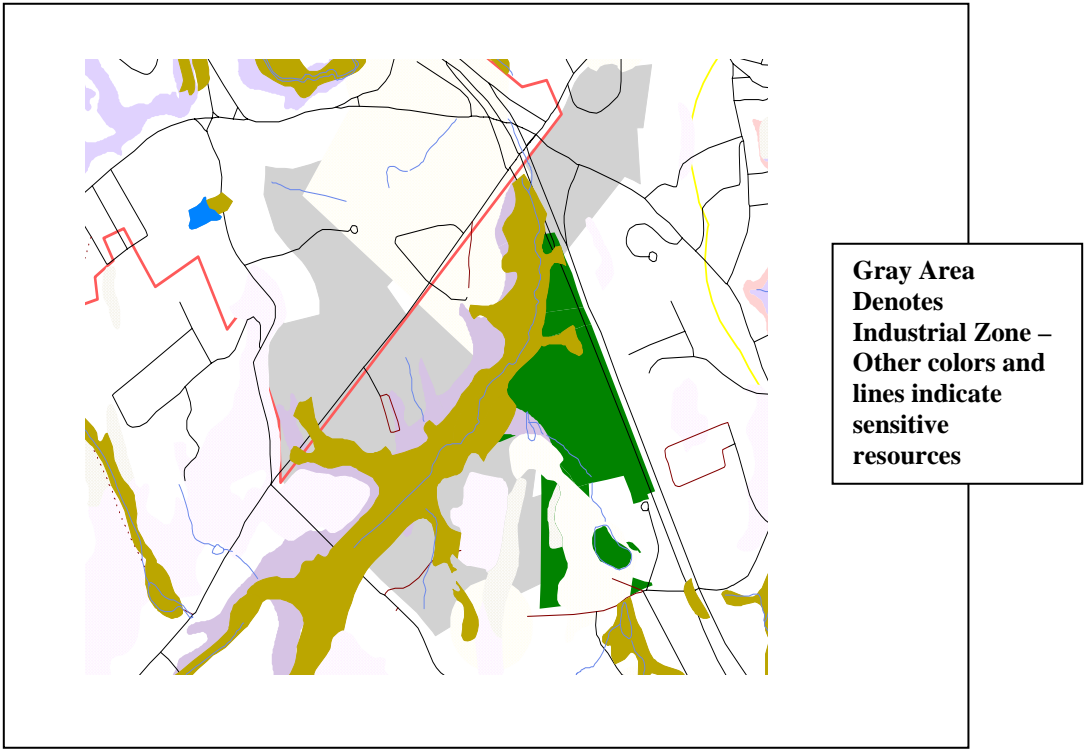 Gray Area
Denotes
Industrial Zone –
Other colors and
lines indicate
sensitive
resources